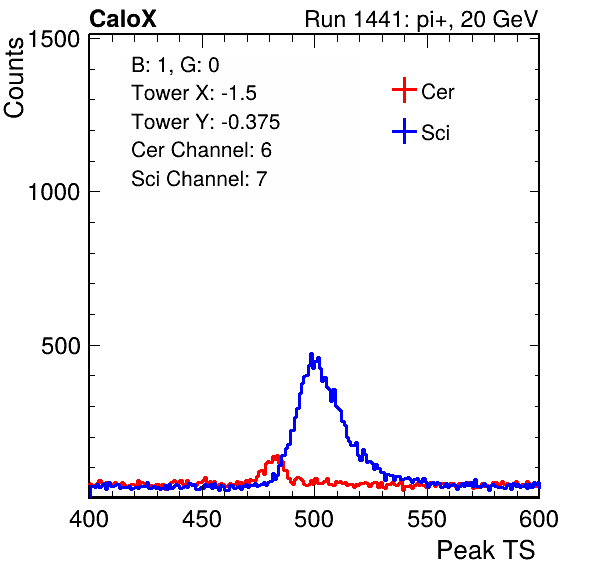 CaloX Run 1441: pi+, 20 GeV
Counts
1500
1000
500
B: 1, G: 0
Tower X: -1.5
Tower Y: -0.375
Cer Channel: 6
Sci Channel: 7
Cer
Sci
400 450 500 550 600
Peak TS